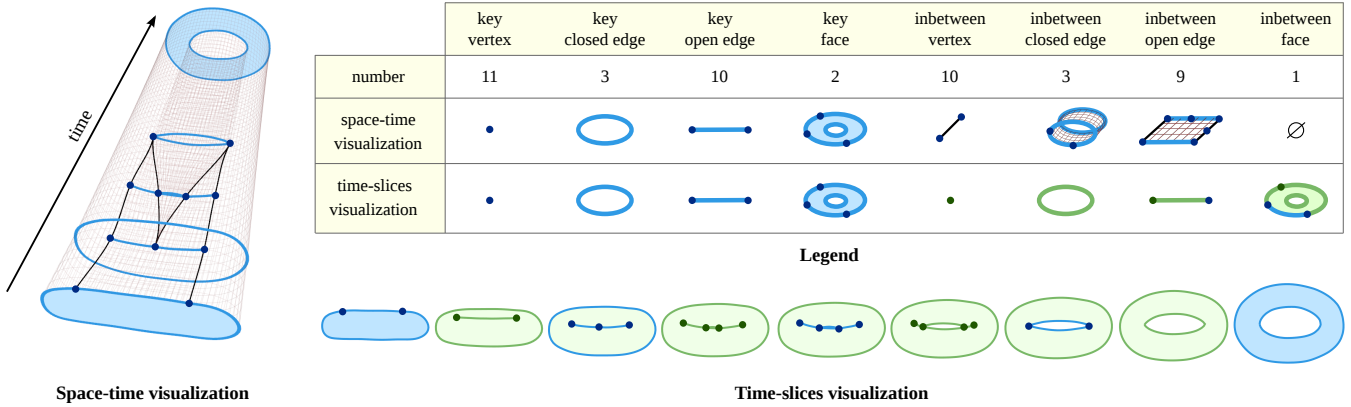 time
key vertex
key closed edge
key open edge
key face
inbetween vertex
inbetween closed edge
inbetween open edge
inbetween face
number 11 3 10 2 10 3 9 1
space-time visualization
∅
time-slices visualization
Legend
Space-time visualization
Time-slices visualization